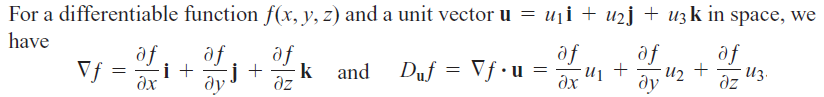 For a differentiable function f(x, y, z) and a unit vector u = u₁i + u₂j + u₃k in space, we
have
∇f = ∂f/∂x i + ∂f/∂y j + ∂f/∂z k and Dᵤf = ∇f · u = ∂f/∂x u₁ + ∂f/∂y u₂ + ∂f/∂z u₃.